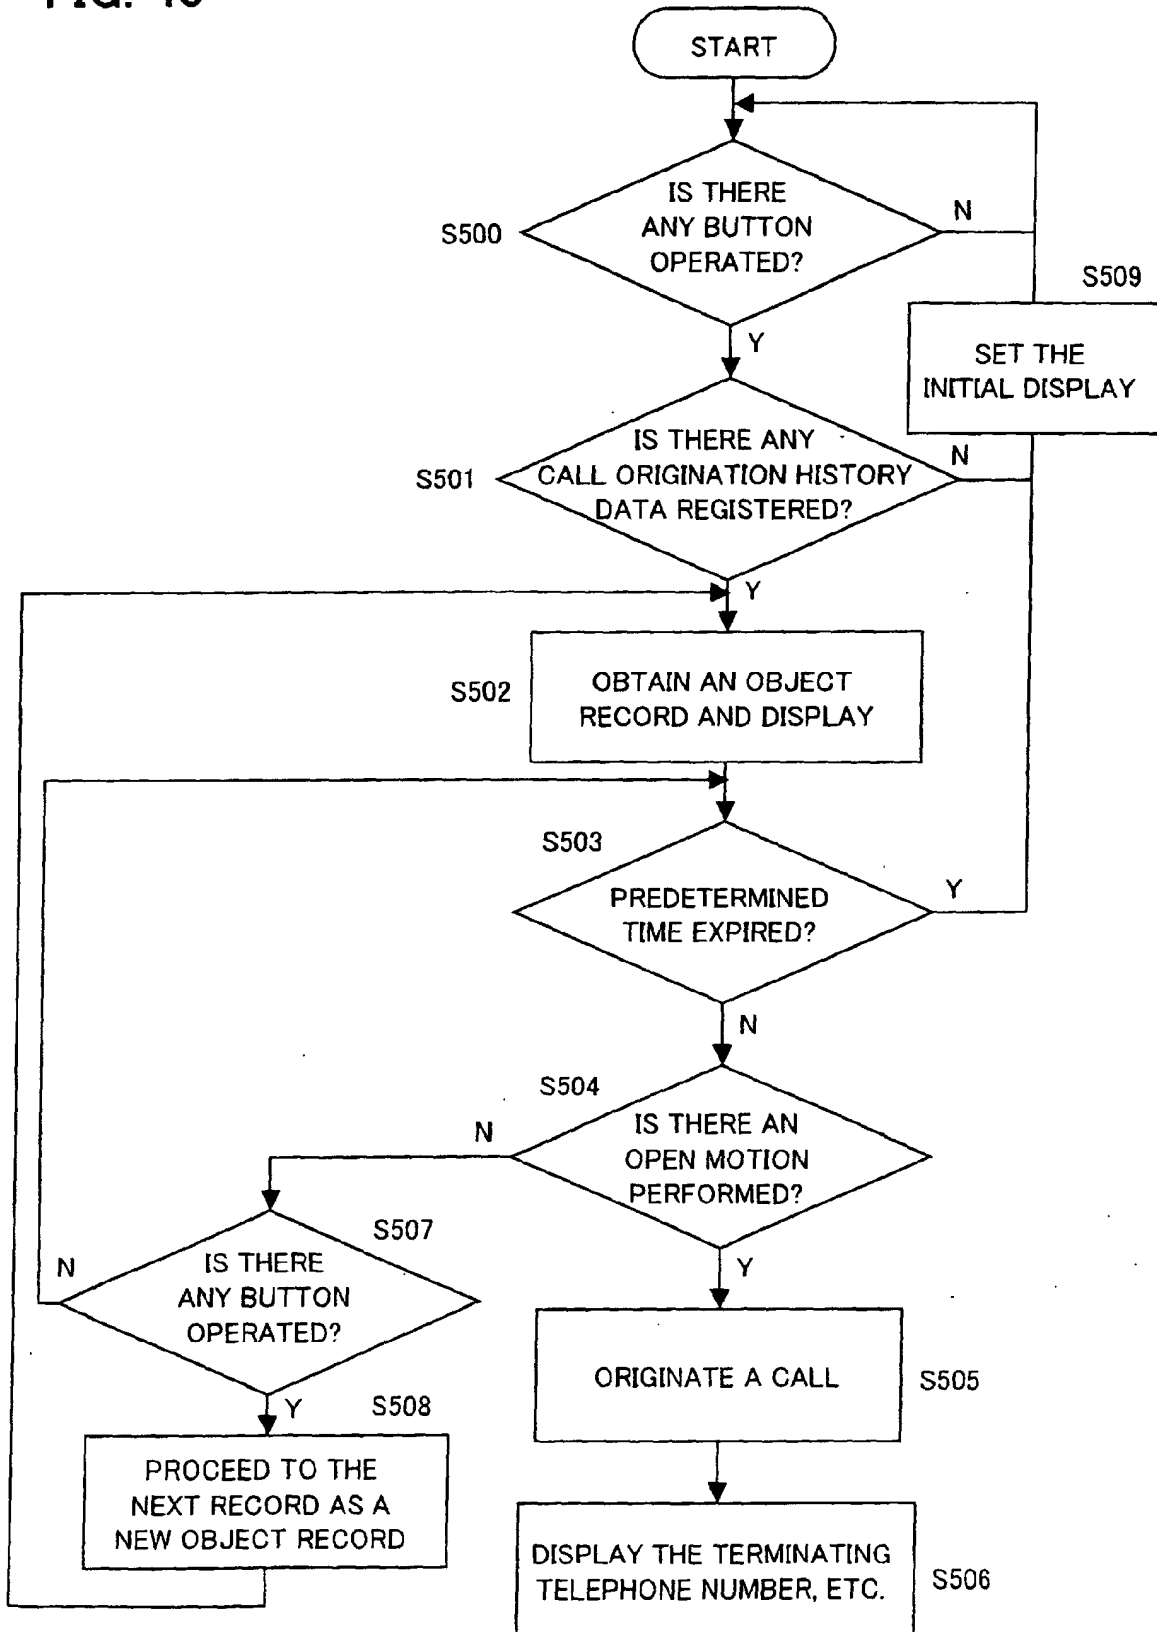 START
IS THERE
ANY BUTTON
OPERATED?
N
S500
S509
Y
SET THE
INITIAL DISPLAY
IS THERE ANY
CALL ORIGINATION HISTORY
DATA REGISTERED?
N
S501
Y
OBTAIN AN OBJECT
RECORD AND DISPLAY
S502
S503
PREDETERMINED
TIME EXPIRED?
Y
N
S504
IS THERE AN
OPEN MOTION
PERFORMED?
N
S507
IS THERE
ANY BUTTON
OPERATED?
N
Y
ORIGINATE A CALL
S505
Y
S508
PROCEED TO THE
NEXT RECORD AS A
NEW OBJECT RECORD
DISPLAY THE TERMINATING
TELEPHONE NUMBER, ETC.
S506